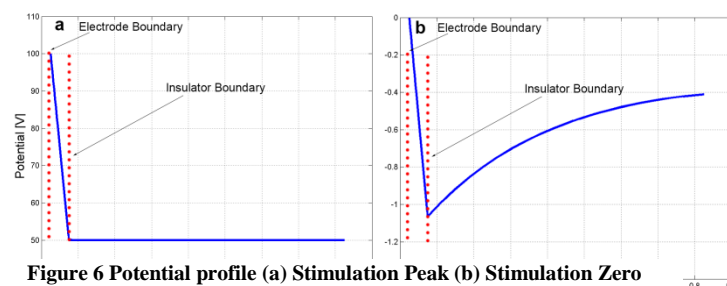 a
Electrode Boundary
Insulator Boundary
Potential [V]
110
100
90
80
70
60
50
b
Electrode Boundary
Insulator Boundary
0
-0.2
-0.4
-0.6
-0.8
-1
-1.2
Figure 6 Potential profile (a) Stimulation Peak (b) Stimulation Zero